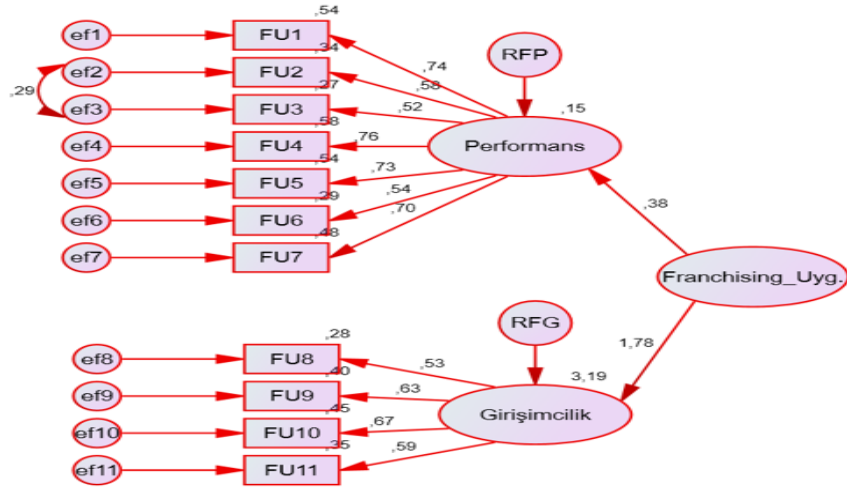 ,54
ef1 FU1
,34
,74
RFP
ef2 FU2
,58
,29
,27
ef3 FU3
,52
,15
,58
ef4 FU4
,76
Performans
,54
ef5 FU5
,73
,54
,29
ef6 FU6
,70
,38
,48
ef7 FU7
Franchising_Uyg.
RFG
,28
1,78
ef8 FU8
,53
3,19
,40
ef9 FU9
,63
,45
Girişimcilik
ef10 FU10
,67
,35
ef11 FU11
,59